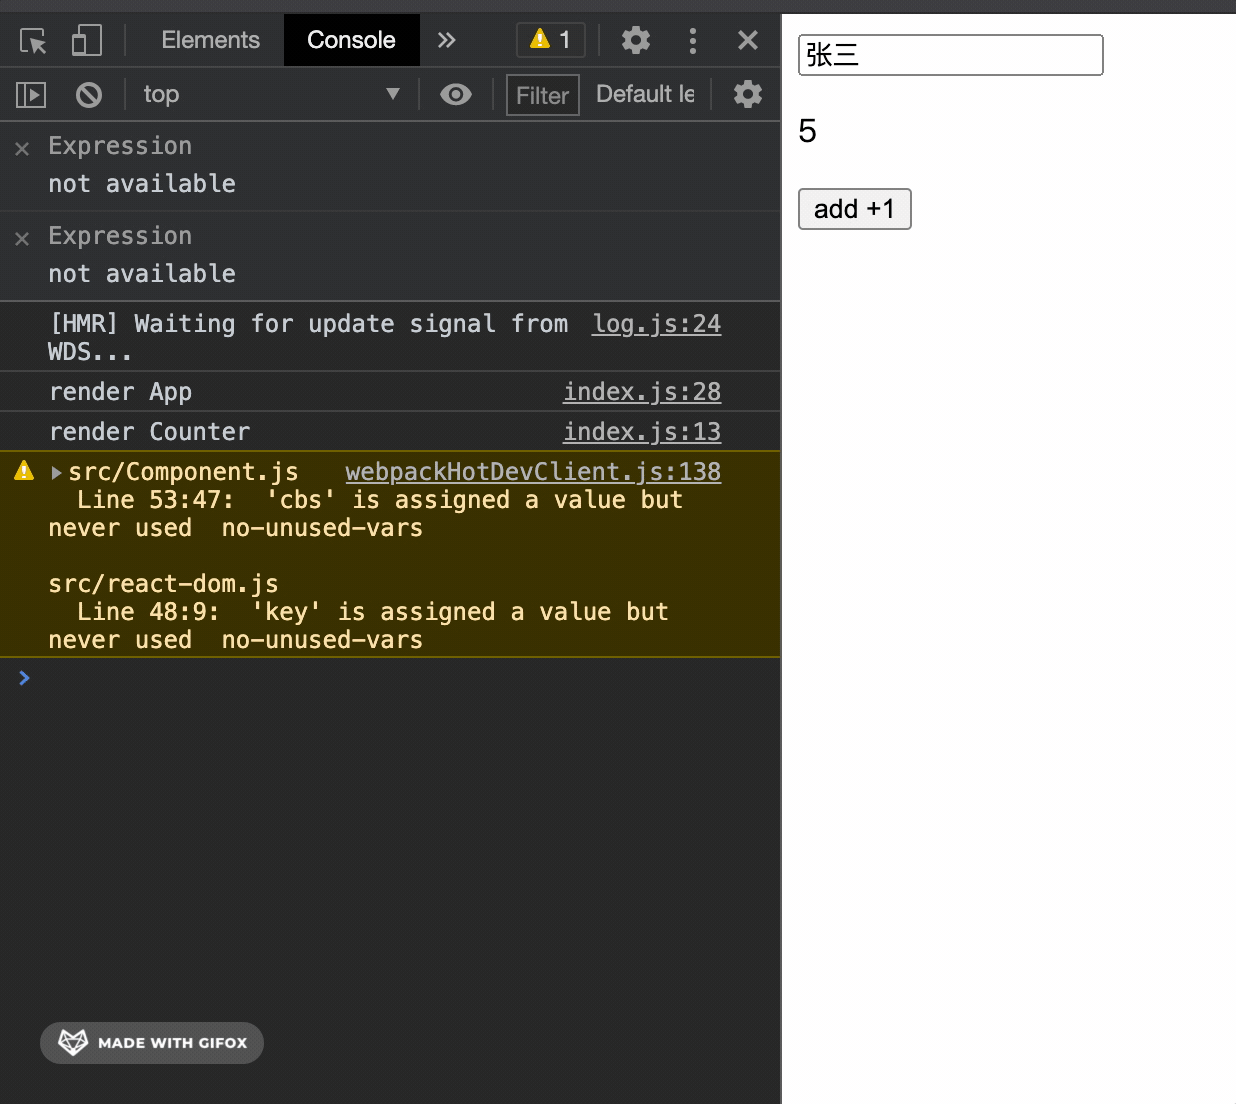 Elements
Console
1
top
Filter
Default le
Expression
not available
Expression
not available
[HMR] Waiting for update signal from log.js:24
WDS...
render App index.js:28
render Counter index.js:13
src/Component.js webpackHotDevClient.js:138
Line 53:47: 'cbs' is assigned a value but
never used no-unused-vars
src/react-dom.js
Line 48:9: 'key' is assigned a value but
never used no-unused-vars
MADE WITH GIFOX
张三
5
add +1